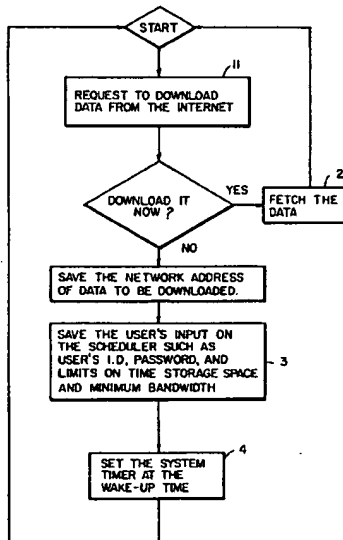 START
11
REQUEST TO DOWNLOAD
DATA FROM THE INTERNET
DOWNLOAD IT
NOW ?
YES
2
FETCH THE
DATA
NO
SAVE THE NETWORK ADDRESS
OF DATA TO BE DOWNLOADED.
SAVE THE USER'S INPUT ON
THE SCHEDULER SUCH AS
USER'S I.D, PASSWORD, AND
LIMITS ON TIME STORAGE SPACE
AND MINIMUM BANDWIDTH
3
4
SET THE SYSTEM
TIMER AT THE
WAKE-UP TIME